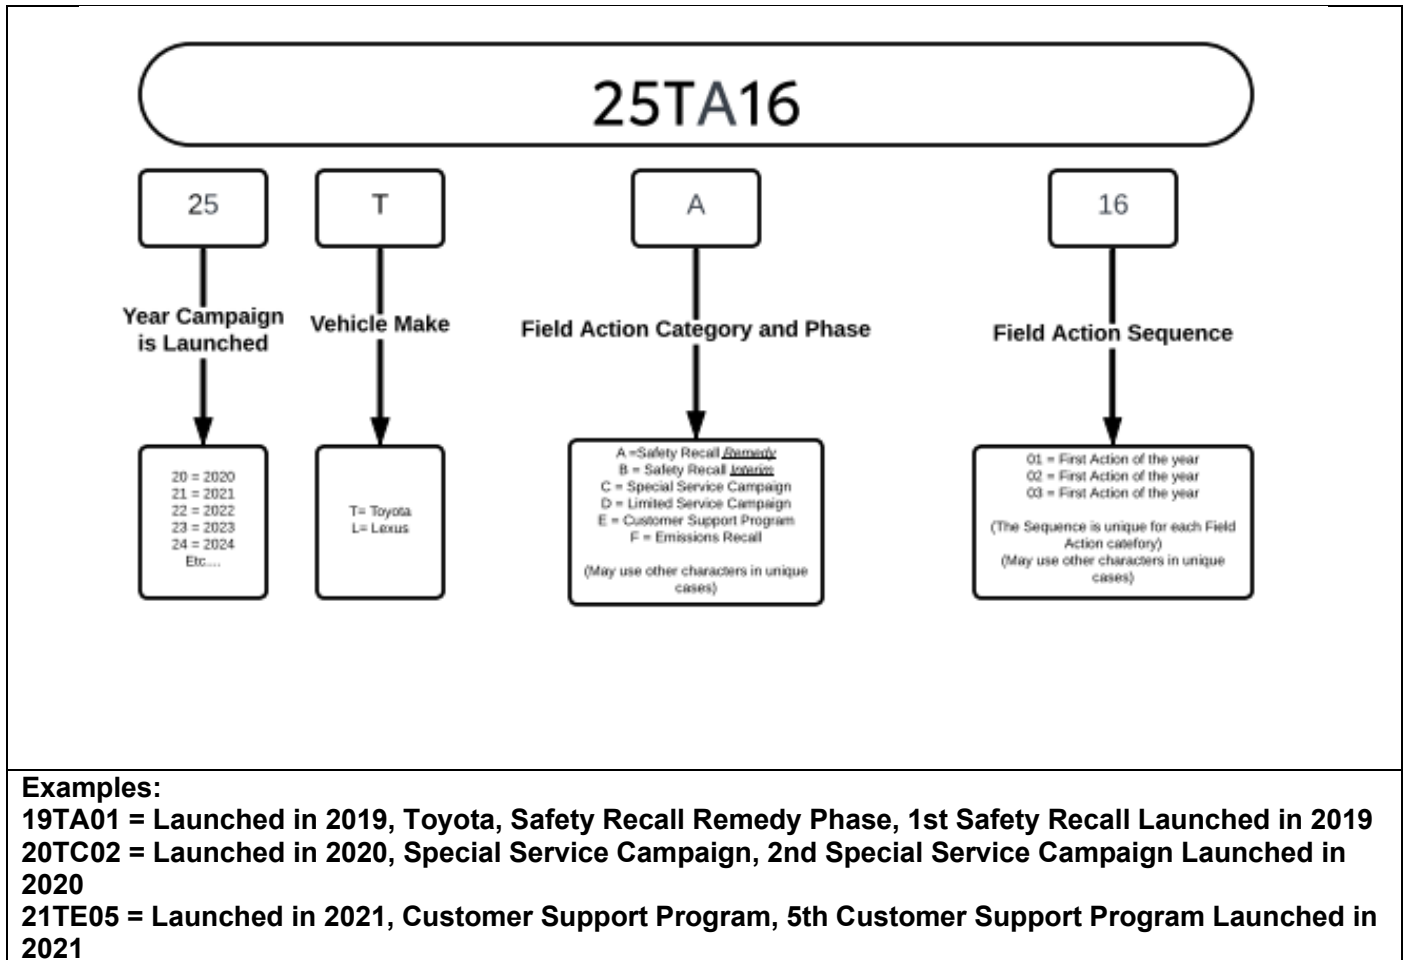 25TA16
25
T
A
16
Year Campaign
is Launched
Vehicle Make
Field Action Category and Phase
Field Action Sequence
20 = 2020
21 = 2021
22 = 2022
23 = 2023
24 = 2024
Etc....
T= Toyota
L= Lexus
A =Safety Recall Remedy
B = Safety Recall Interim
C = Special Service Campaign
D = Limited Service Campaign
E = Customer Support Program
F = Emissions Recall
(May use other characters in unique
cases)
01 = First Action of the year
02 = First Action of the year
03 = First Action of the year
(The Sequence is unique for each Field
Action catefory)
(May use other characters in unique
cases)
Examples:
19TA01 = Launched in 2019, Toyota, Safety Recall Remedy Phase, 1st Safety Recall Launched in 2019
20TC02 = Launched in 2020, Special Service Campaign, 2nd Special Service Campaign Launched in
2020
21TE05 = Launched in 2021, Customer Support Program, 5th Customer Support Program Launched in
2021